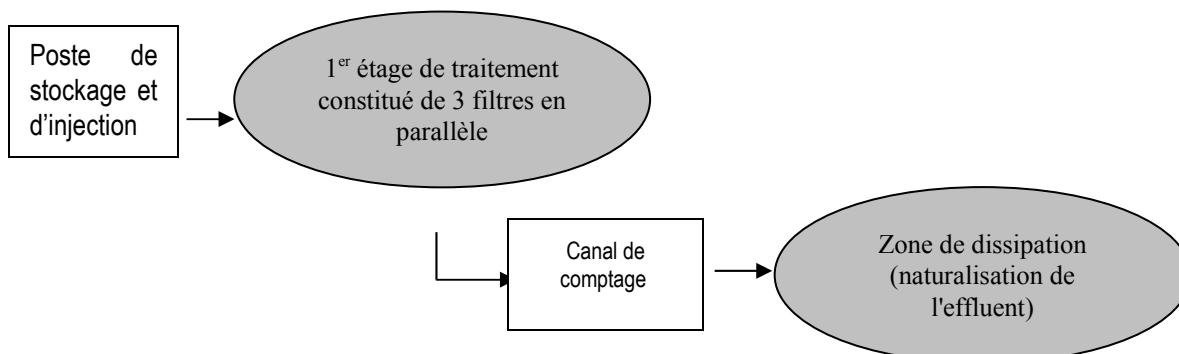 Poste de
stockage et
d'injection
1er étage de traitement
constitué de 3 filtres en
parallèle
Canal de
comptage
Zone de dissipation
(naturalisation de
l'effluent)